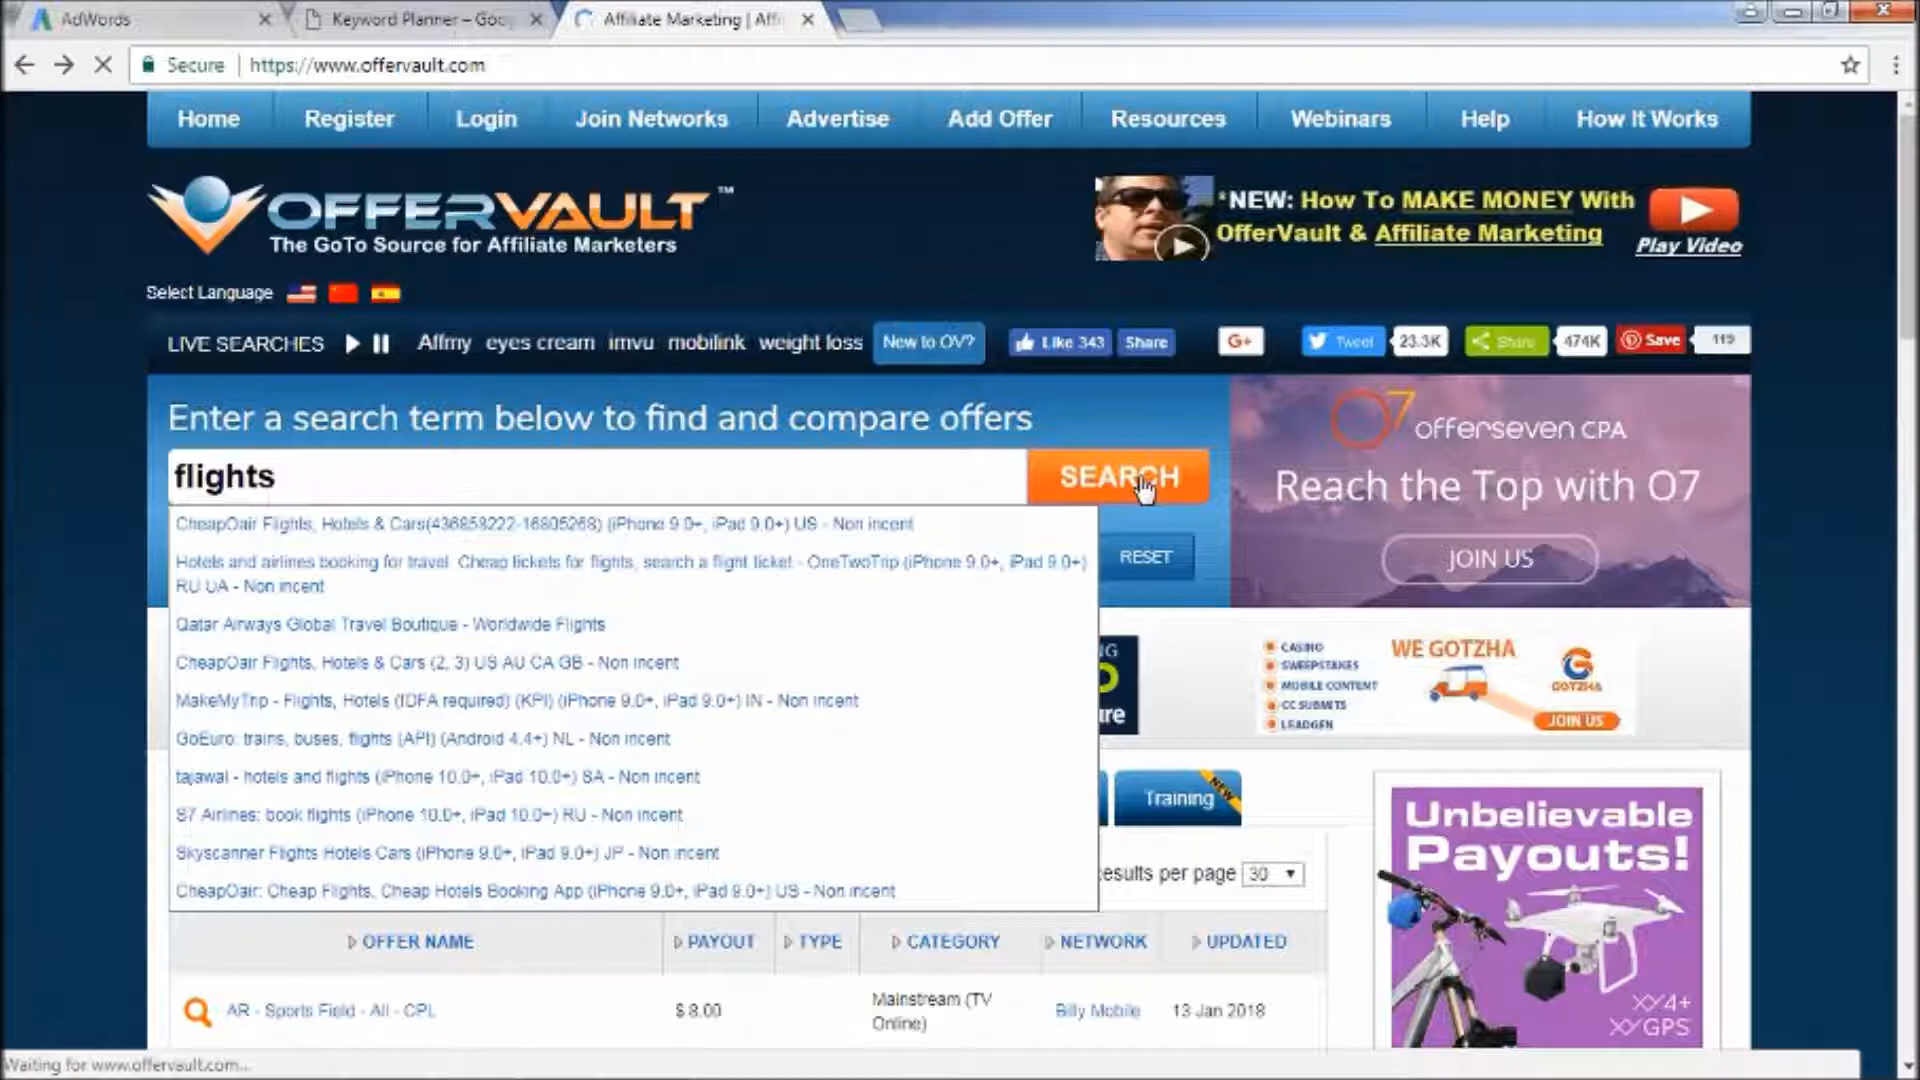 AdWords
Keyword Planner – Goo
Affiliate Marketing | Aff
Secure | https://www.offervault.com
Home Register Login Join Networks Advertise Add Offer Resources Webinars Help How It Works
OFFERVAULT™
The GoTo Source for Affiliate Marketers
*NEW: How To MAKE MONEY With
OfferVault & Affiliate Marketing
Play Video
Select Language
LIVE SEARCHES Affmy eyes cream imvu mobilink weight loss New to OV? Like 343 Share G+ Tweet 23.3K Share 474K Save 119
Enter a search term below to find and compare offers
flights
SEARCH
RESET
O7 offerseven CPA
Reach the Top with O7
JOIN US
CheapOair Flights, Hotels & Cars(436858222-16805268) (iPhone 9.0+, iPad 9.0+) US - Non incent
Hotels and airlines booking for travel. Cheap tickets for flights, search a flight ticket - OneTwoTrip (iPhone 9.0+, iPad 9.0+)
RU UA - Non incent
Qatar Airways Global Travel Boutique - Worldwide Flights
CheapOair Flights, Hotels & Cars (2, 3) US AU CA GB - Non incent
MakeMyTrip - Flights, Hotels (IDFA required) (KPI) (iPhone 9.0+, iPad 9.0+) IN - Non incent
GoEuro: trains, buses, flights (API) (Android 4.4+) NL - Non incent
tajawal - hotels and flights (iPhone 10.0+, iPad 10.0+) SA - Non incent
S7 Airlines: book flights (iPhone 10.0+, iPad 10.0+) RU - Non incent
Skyscanner Flights Hotels Cars (iPhone 9.0+, iPad 9.0+) JP - Non incent
CheapOair: Cheap Flights, Cheap Hotels Booking App (iPhone 9.0+, iPad 9.0+) US - Non incent
NG
re
CASINO
SWEEPSTAKES
MOBILE CONTENT
CC SUBMITS
LEADGEN
WE GOTZHA
GOTZHA
JOIN US
Training
NEW
esults per page 30
Unbelievable
Payouts!
X/4+
X/GPS
OFFER NAME PAYOUT TYPE CATEGORY NETWORK UPDATED
AR - Sports Field - All - CPL $ 8.00 Mainstream (TV Online) Billy Mobile 13 Jan 2018
Waiting for www.offervault.com...